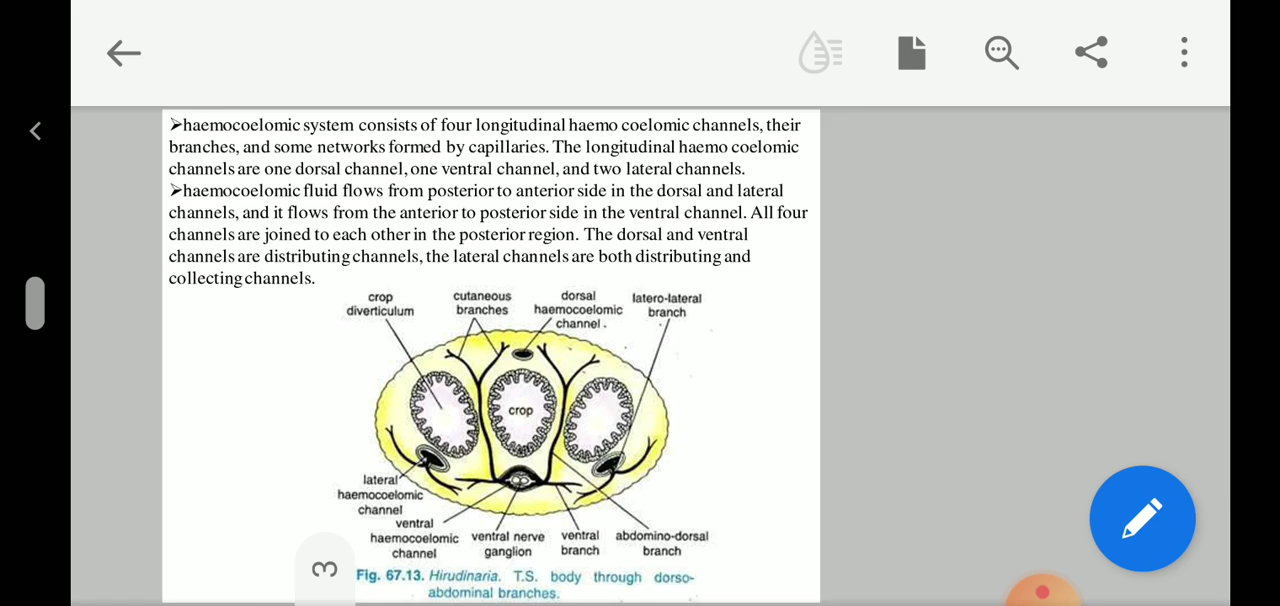 ➢haemocoelomic system consists of four longitudinal haemo coelomic channels, their
branches, and some networks formed by capillaries. The longitudinal haemo coelomic
channels are one dorsal channel, one ventral channel, and two lateral channels.
➢haemocoelomic fluid flows from posterior to anterior side in the dorsal and lateral
channels, and it flows from the anterior to posterior side in the ventral channel. All four
channels are joined to each other in the posterior region. The dorsal and ventral
channels are distributing channels, the lateral channels are both distributing and
collecting channels.
crop
diverticulum
cutaneous
branches
dorsal
haemocoelomic
channel .
latero-lateral
branch
crop
lateral
haemocoelomic
channel
ventral
haemocoelomic
channel
ventral nerve
ganglion
ventral
branch
abdomino-dorsal
branch
3
Fig. 67.13. Hirudinaria. T.S. body through dorso-
abdominal branches.